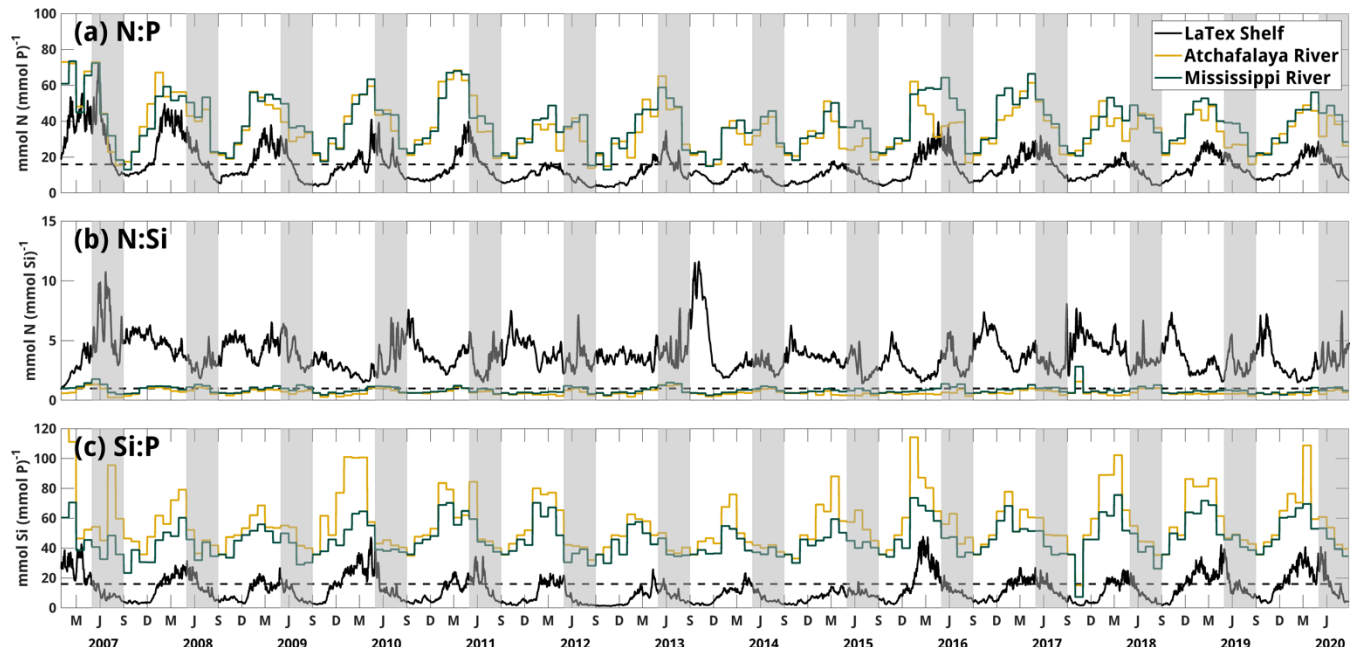 100
(a) N:P
LaTex Shelf
Atchafalaya River
Mississippi River
80
60
40
20
0
mmol N (mmol P)-1
15
(b) N:Si
10
5
0
mmol N (mmol Si)-1
120
(c) Si:P
100
80
60
40
20
0
mmol Si (mmol P)-1
M J S D M J S D M J S D M J S D M J S D M J S D M J S D M J S D M J S D M J S D M J S D M J S D M J S D M J
2007 2008 2009 2010 2011 2012 2013 2014 2015 2016 2017 2018 2019 2020